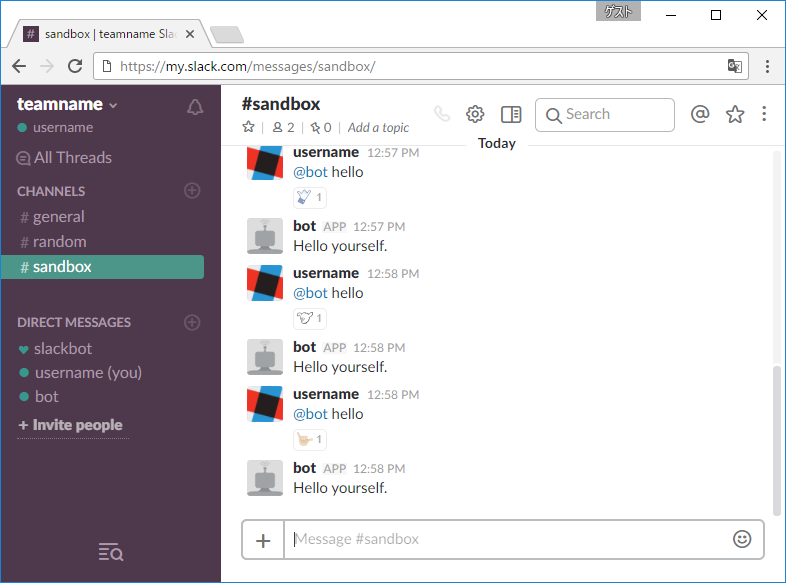 ゲスト
# sandbox | teamname Sla
https://my.slack.com/messages/sandbox/
teamname
username
All Threads
CHANNELS
# general
# random
# sandbox
DIRECT MESSAGES
slackbot
username (you)
bot
+ Invite people
#sandbox
2 | 0 | Add a topic
Search
Today
username 12:57 PM
@bot hello
1
bot APP 12:57 PM
Hello yourself.
username 12:58 PM
@bot hello
1
bot APP 12:58 PM
Hello yourself.
username 12:58 PM
@bot hello
1
bot APP 12:58 PM
Hello yourself.
Message #sandbox